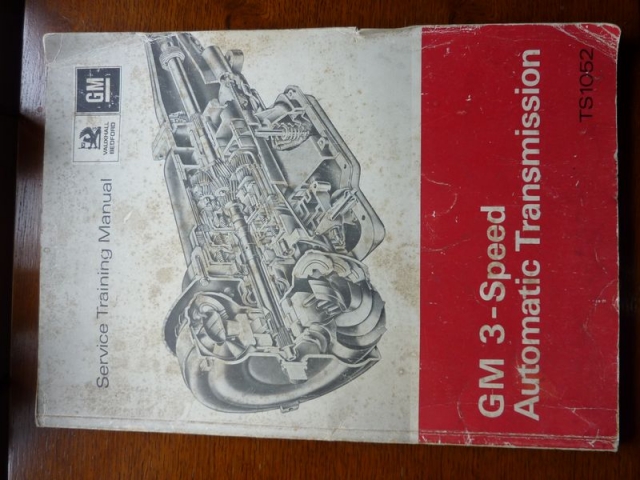 GM
VAUXHALL
BEDFORD
Service Training Manual
GM 3-Speed
Automatic Transmission
TS1052